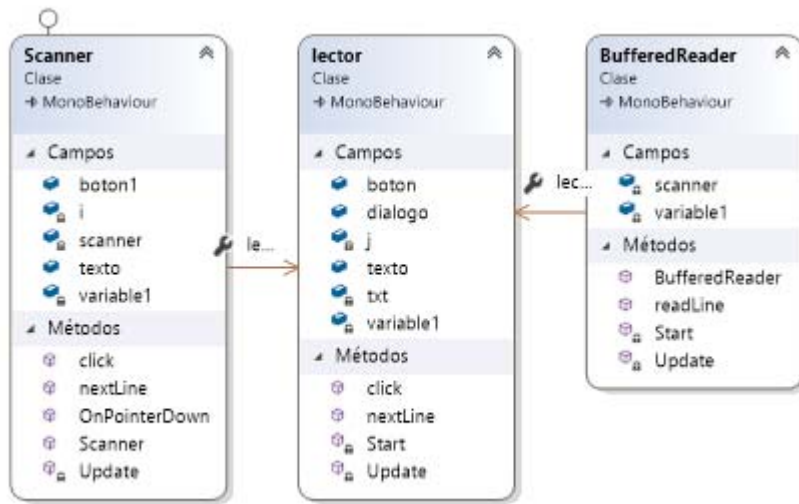 Scanner
Clase
MonoBehaviour
Campos
boton1
i
scanner
texto
variable1
Métodos
click
nextLine
OnPointerDown
Scanner
Update
le...
lector
Clase
MonoBehaviour
Campos
boton
dialogo
j
texto
txt
variable1
Métodos
click
nextLine
Start
Update
lec...
BufferedReader
Clase
MonoBehaviour
Campos
scanner
variable1
Métodos
BufferedReader
readLine
Start
Update